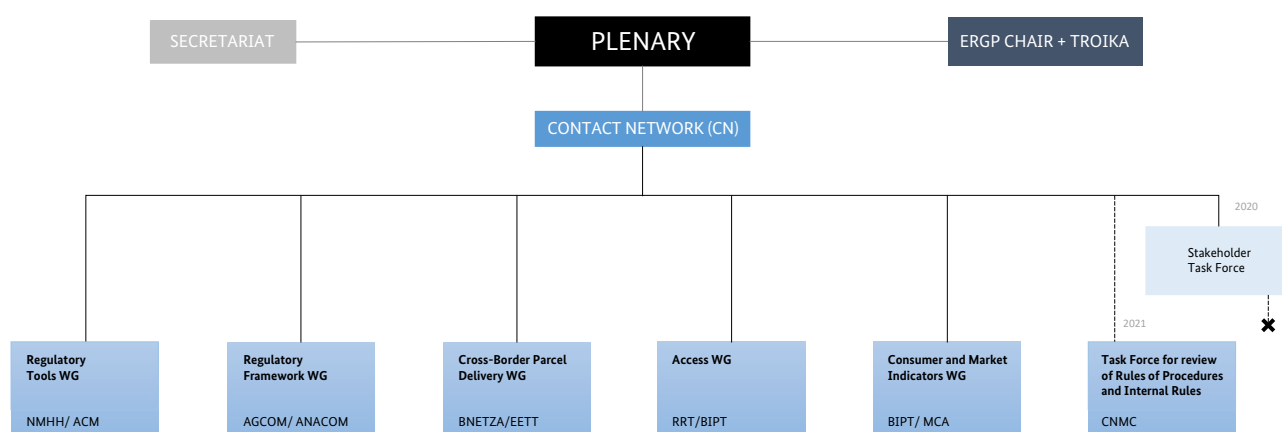 SECRETARIAT
PLENARY
ERGP CHAIR + TROIKA
CONTACT NETWORK (CN)
2020
Stakeholder
Task Force
2021
Regulatory
Tools WG
NMHH/ ACM
Regulatory
Framework WG
AGCOM/ ANACOM
Cross-Border Parcel
Delivery WG
BNETZA/EETT
Access WG
RRT/BIPT
Consumer and Market
Indicators WG
BIPT/ MCA
Task Force for review
of Rules of Procedures
and Internal Rules
CNMC